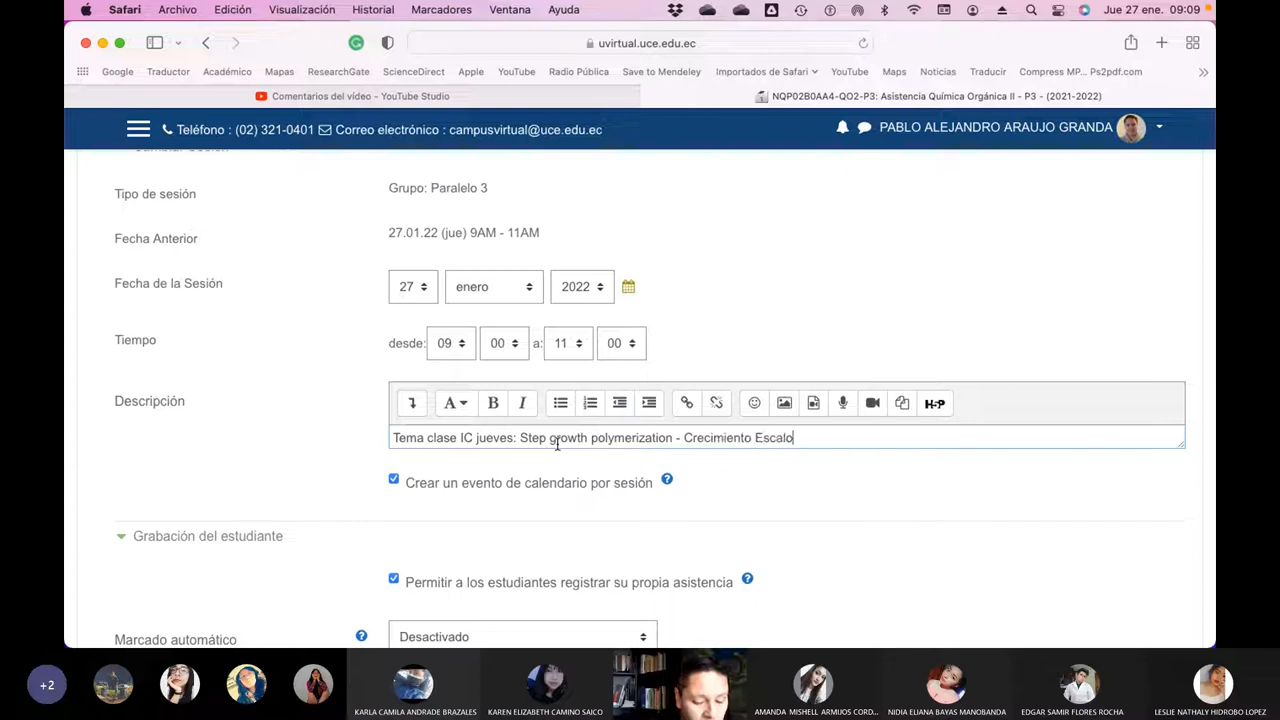 Safari Archivo Edición Visualización Historial Marcadores Ventana Ayuda Jue 27 ene. 09:09
uvirtual.uce.edu.ec
Google Traductor Académico Mapas ResearchGate ScienceDirect Apple YouTube Radio Pública Save to Mendeley Importados de Safari YouTube Maps Noticias Traducir Compress MP... Ps2pdf.com
Comentarios del vídeo - YouTube Studio
NQP02B0AA4-QO2-P3: Asistencia Química Orgánica II - P3 - (2021-2022)
Teléfono : (02) 321-0401 Correo electrónico : campusvirtual@uce.edu.ec
PABLO ALEJANDRO ARAUJO GRANDA
Tipo de sesión
Grupo: Paralelo 3
Fecha Anterior
27.01.22 (jue) 9AM - 11AM
Fecha de la Sesión
27 enero 2022
Tiempo
desde: 09 00 a: 11 00
Descripción
A B I H-P
Tema clase IC jueves: Step growth polymerization - Crecimiento Escalo
Crear un evento de calendario por sesión
Grabación del estudiante
Permitir a los estudiantes registrar su propia asistencia
Marcado automático
Desactivado
+2
KARLA CAMILA ANDRADE BRAZALES
KAREN ELIZABETH CAMINO SAICO
AMANDA MISHELL ARMIJOS CORD...
NIDIA ELIANA BAYAS MANOBANDA
EDGAR SAMIR FLORES ROCHA
LESLIE NATHALY HIDROBO LOPEZ